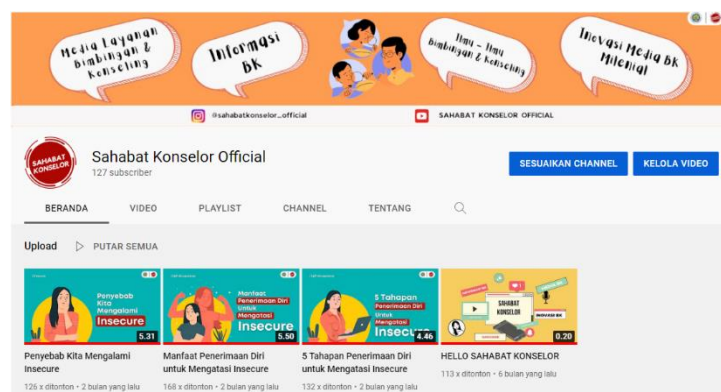 Media Layanan
Bimbingan &
Konseling
Informasi
BK
Ilmu - Ilmu
Bimbingan & Konseling
Inovasi Media BK
Milenial
@sahabatkonselor_official
SAHABAT KONSELOR OFFICIAL
SAHABAT
KONSELOR
Sahabat Konselor Official
127 subscriber
SESUAIKAN CHANNEL
KELOLA VIDEO
BERANDA
VIDEO
PLAYLIST
CHANNEL
TENTANG
Upload
PUTAR SEMUA
Penyebab
Kita
Mengalami
Insecure
5.31
Manfaat
Penerimaan Diri
Untuk
Mengatasi
Insecure
5.50
5 Tahapan
Penerimaan Diri
Untuk
Mengatasi
Insecure
4.46
SAHABAT
KONSELOR
0.20
Penyebab Kita Mengalami
Insecure
126 x ditonton • 2 bulan yang lalu
Manfaat Penerimaan Diri
untuk Mengatasi Insecure
168 x ditonton • 2 bulan yang lalu
5 Tahapan Penerimaan Diri
untuk Mengatasi Insecure
132 x ditonton • 2 bulan yang lalu
HELLO SAHABAT KONSELOR
113 x ditonton • 6 bulan yang lalu